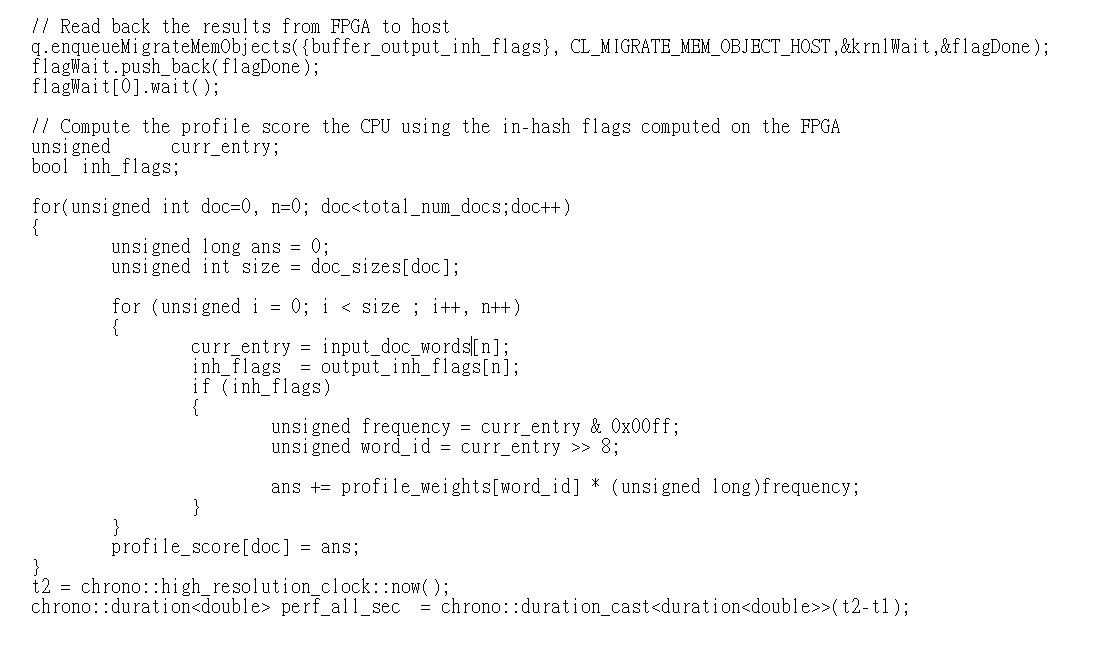 // Read back the results from FPGA to host
q.enqueueMigrateMemObjects({buffer_output_inh_flags}, CL_MIGRATE_MEM_OBJECT_HOST,&krnlWait,&flagDone);
flagWait.push_back(flagDone);
flagWait[0].wait();

// Compute the profile score the CPU using the in-hash flags computed on the FPGA
unsigned      curr_entry;
bool inh_flags;

for(unsigned int doc=0, n=0; doc<total_num_docs;doc++)
{
        unsigned long ans = 0;
        unsigned int size = doc_sizes[doc];

        for (unsigned i = 0; i < size ; i++, n++)
        {
                curr_entry = input_doc_words[n];
                inh_flags  = output_inh_flags[n];
                if (inh_flags)
                {
                        unsigned frequency = curr_entry & 0x00ff;
                        unsigned word_id = curr_entry >> 8;

                        ans += profile_weights[word_id] * (unsigned long)frequency;
                }
        }
        profile_score[doc] = ans;
}
t2 = chrono::high_resolution_clock::now();
chrono::duration<double> perf_all_sec  = chrono::duration_cast<duration<double>>(t2-t1);